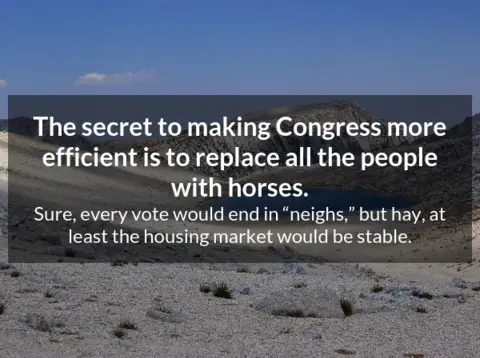 The secret to making Congress more
efficient is to replace all the people
with horses.
Sure, every vote would end in “neighs,” but hay, at
least the housing market would be stable.